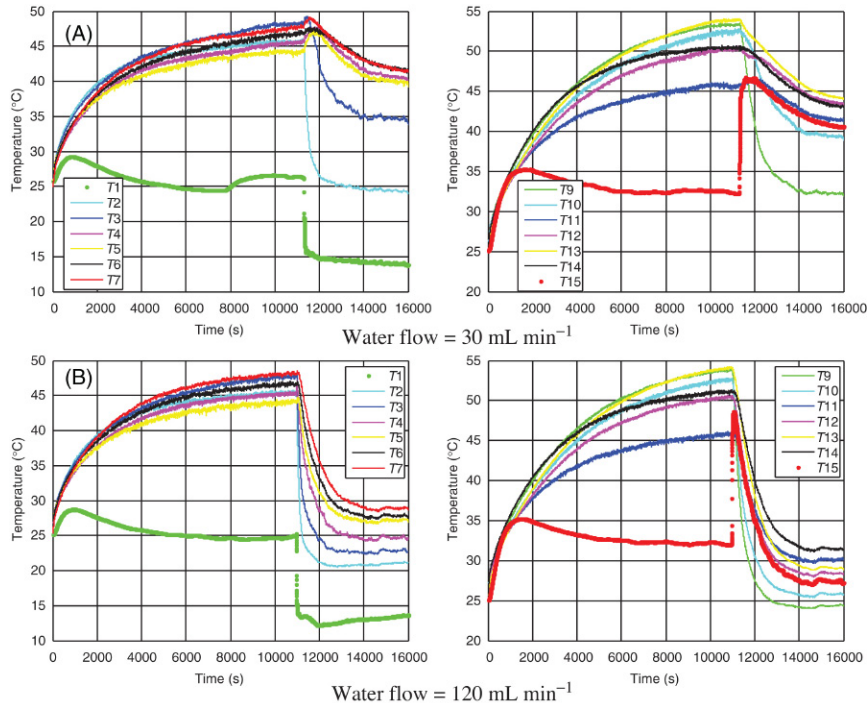 (A)
50
45
40
35
30
25
20
15
10
Temperature (°C)
T1
T2
T3
T4
T5
T6
T7
0 2000 4000 6000 8000 10000 12000 14000 16000
Time (s)
55
50
45
40
35
30
25
20
Temperature (°C)
T9
T10
T11
T12
T13
T14
T15
0 2000 4000 6000 8000 10000 12000 14000 16000
Time (s)
Water flow = 30 mL min⁻¹
(B)
50
45
40
35
30
25
20
15
10
Temperature (°C)
T1
T2
T3
T4
T5
T6
T7
0 2000 4000 6000 8000 10000 12000 14000 16000
Time (s)
55
50
45
40
35
30
25
20
Temperature (°C)
T9
T10
T11
T12
T13
T14
T15
0 2000 4000 6000 8000 10000 12000 14000 16000
Time (s)
Water flow = 120 mL min⁻¹